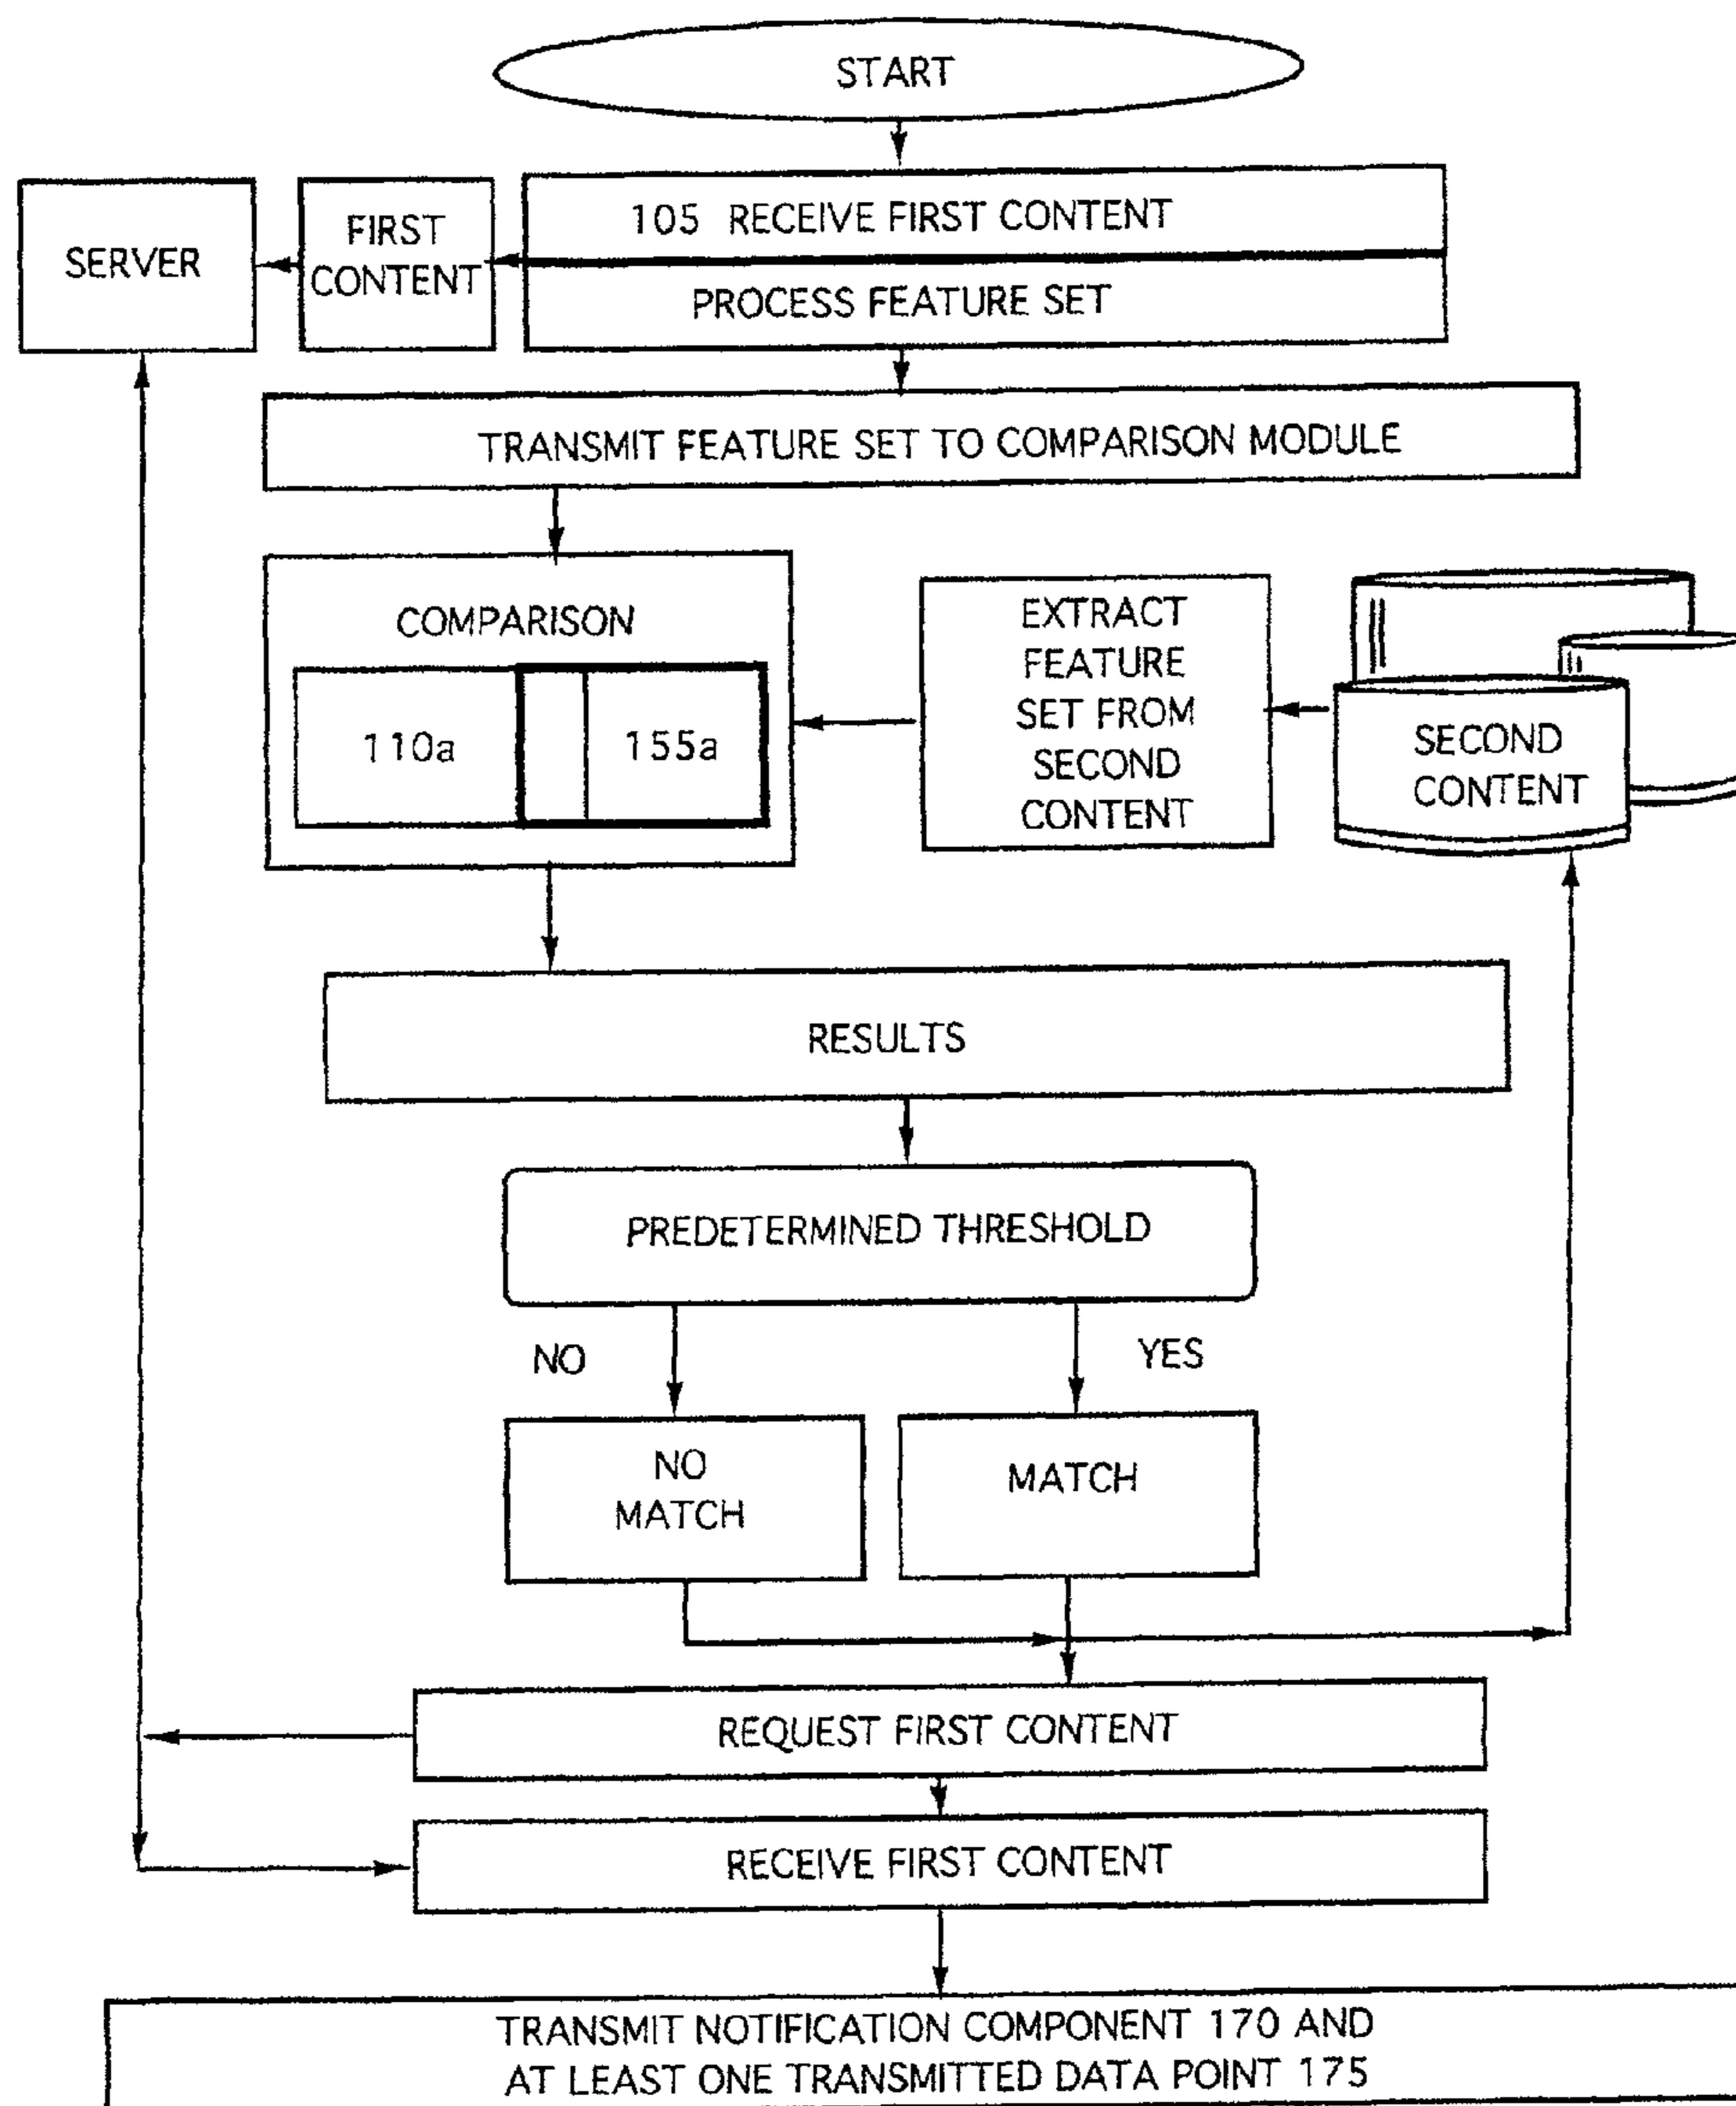 START
105 RECEIVE FIRST CONTENT
PROCESS FEATURE SET
FIRST
CONTENT
SERVER
TRANSMIT FEATURE SET TO COMPARISON MODULE
COMPARISON
110a
155a
EXTRACT
FEATURE
SET FROM
SECOND
CONTENT
SECOND
CONTENT
RESULTS
PREDETERMINED THRESHOLD
NO
YES
NO
MATCH
MATCH
REQUEST FIRST CONTENT
RECEIVE FIRST CONTENT
TRANSMIT NOTIFICATION COMPONENT 170 AND
AT LEAST ONE TRANSMITTED DATA POINT 175